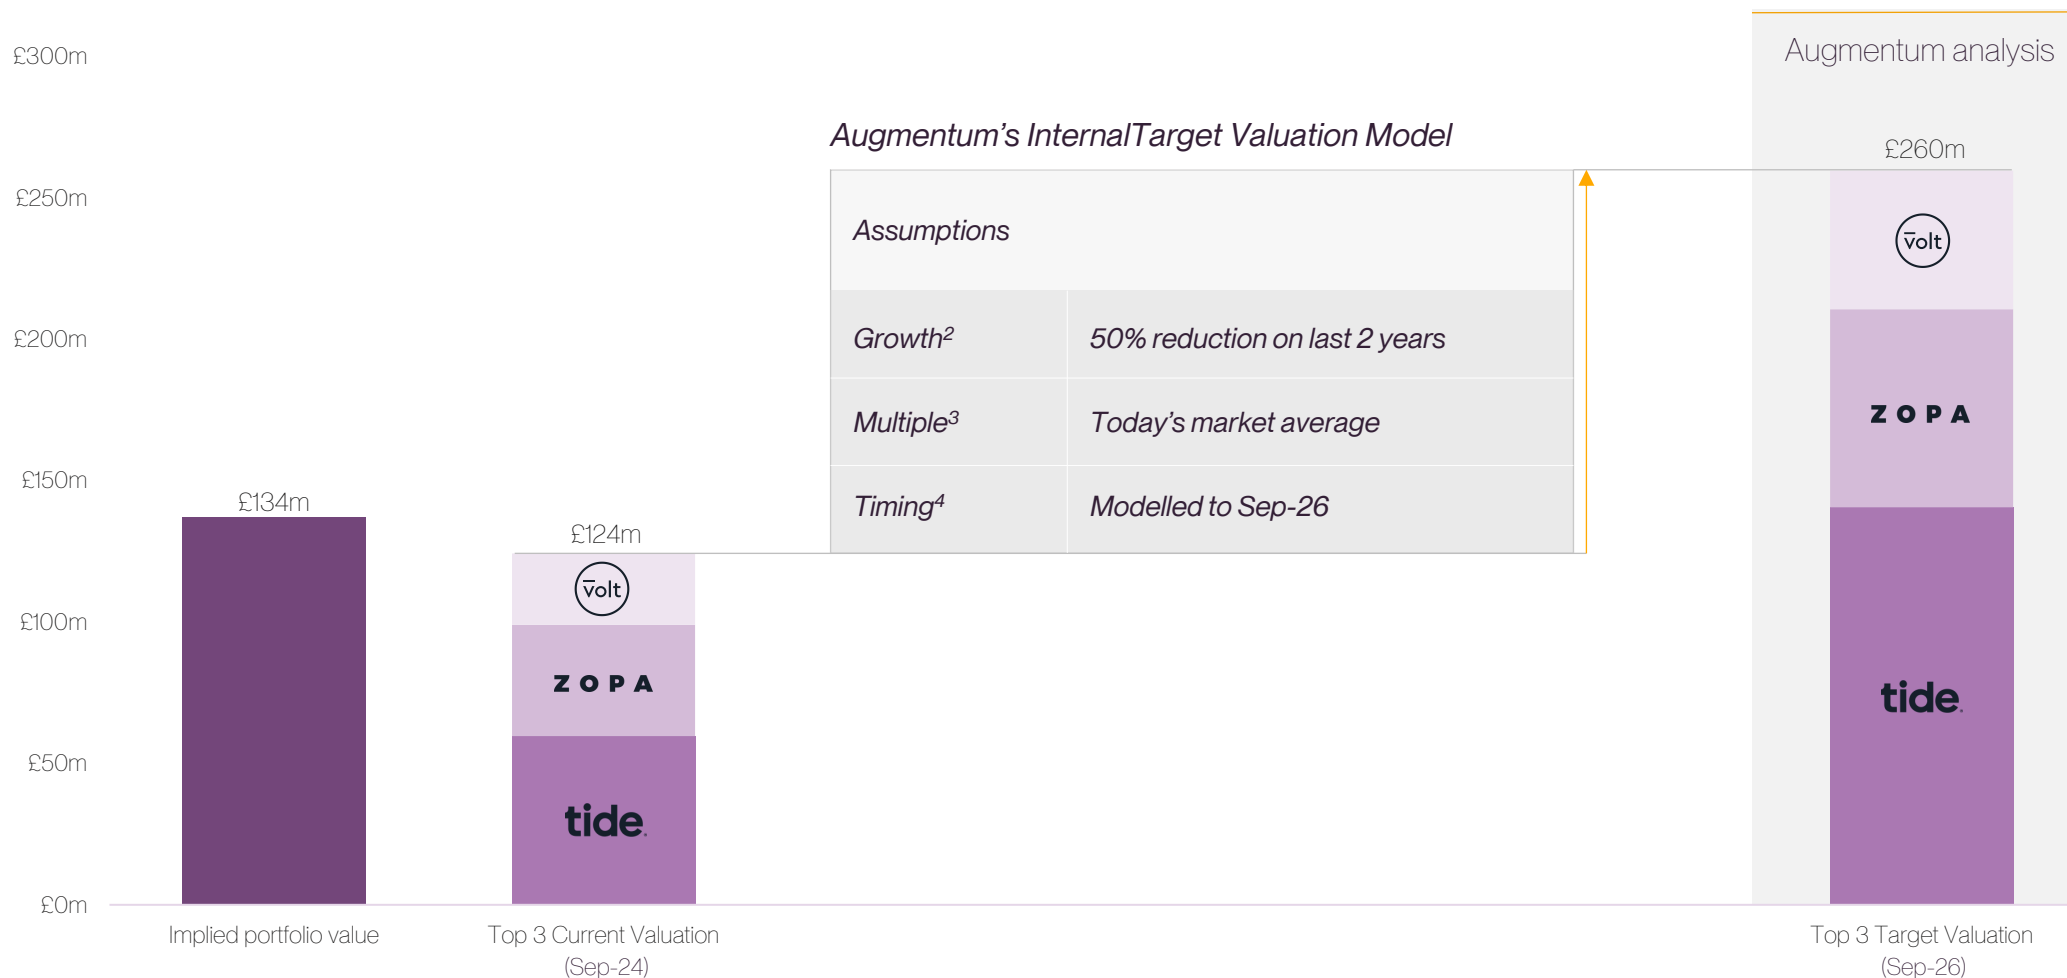 £300m
£250m
£200m
£150m
£100m
£50m
£0m
£134m
Implied portfolio value
£124m
volt
ZOPA
tide
Top 3 Current Valuation
(Sep-24)
Augmentum's InternalTarget Valuation Model
Assumptions
Growth² 50% reduction on last 2 years
Multiple³ Today's market average
Timing⁴ Modelled to Sep-26
Augmentum analysis
£260m
volt
ZOPA
tide
Top 3 Target Valuation
(Sep-26)